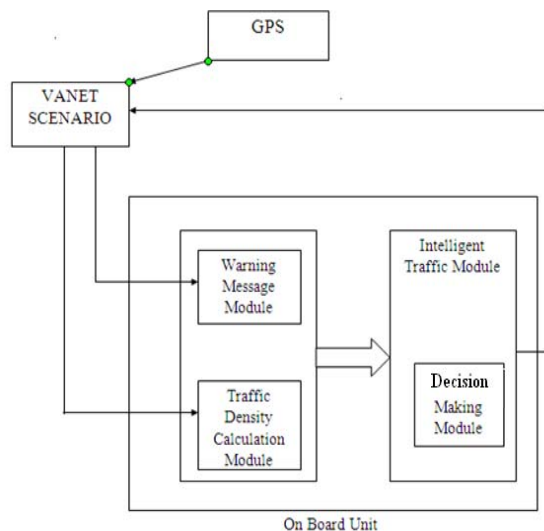 GPS
VANET
SCENARIO
Warning
Message
Module
Traffic
Density
Calculation
Module
Intelligent
Traffic Module
Decision
Making
Module
On Board Unit